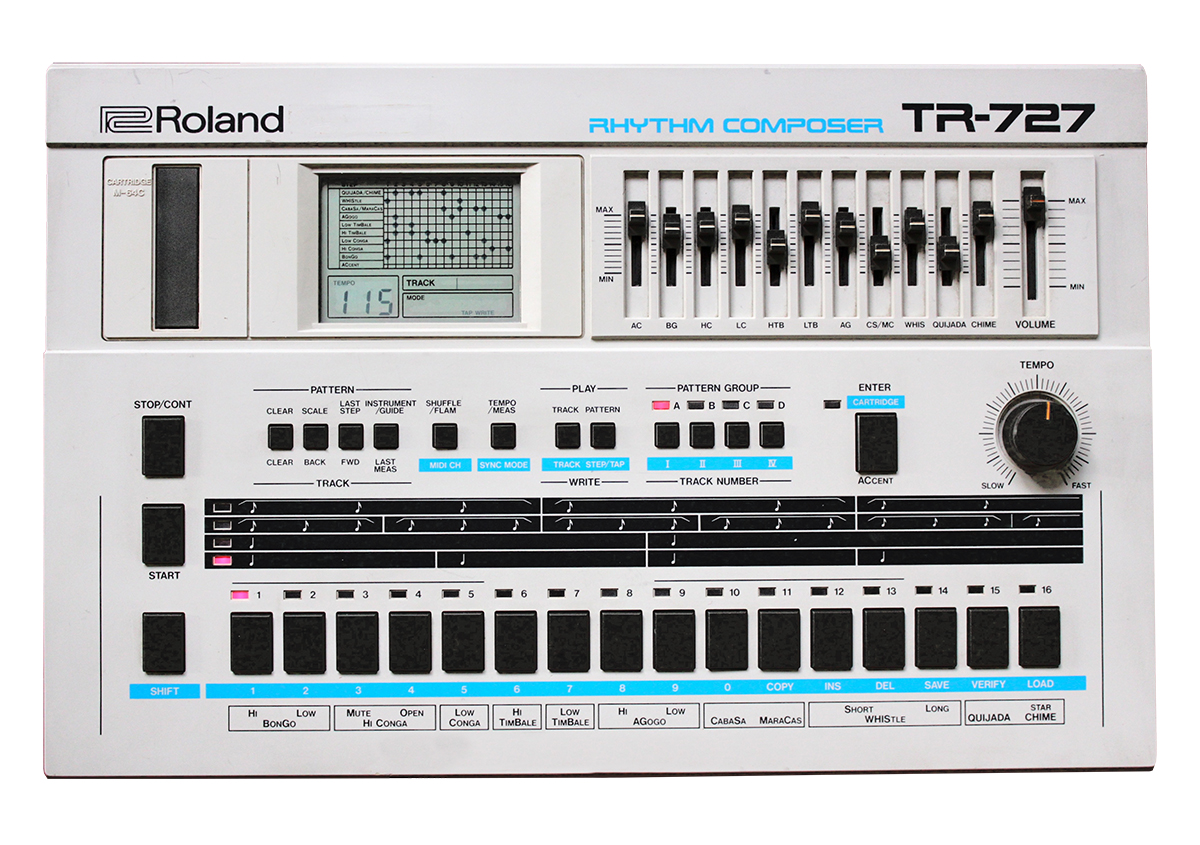 Roland
RHYTHM COMPOSER TR-727
CARTRIDGE
M-64C
STEP
QUIJADA/CHIME
WHIStle
CABaSa/MARaCAS
AGogo
Low TimBale
Hi TimBale
Low Conga
Hi Conga
BonGo
ACcent
TEMPO
115
TRACK
MODE
TAP WRITE
MAX
MIN
AC BG HC LC HTB LTB AG CS/MC WHIS QUIJADA CHIME VOLUME
MAX
MIN
STOP/CONT
PATTERN
CLEAR SCALE LAST STEP INSTRUMENT /GUIDE
SHUFFLE /FLAM
TEMPO /MEAS
PLAY
TRACK PATTERN
PATTERN GROUP
A B C D
ENTER
CARTRIDGE
TEMPO
CLEAR BACK FWD LAST MEAS
TRACK
MIDI CH
SYNC MODE
TRACK STEP/TAP
WRITE
I II III IV
TRACK NUMBER
ACcent
SLOW FAST
START
1 2 3 4 5 6 7 8 9 10 11 12 13 14 15 16
SHIFT
1 2 3 4 5 6 7 8 9 0 COPY INS DEL SAVE VERIFY LOAD
Hi Low
BonGo
Mute Open
Hi Conga
Low
Conga
Hi
TimBale
Low
TimBale
Hi Low
AGogo
CabaSa MaraCas
Short Long
WHIStle
QUIJADA
STAR
CHIME